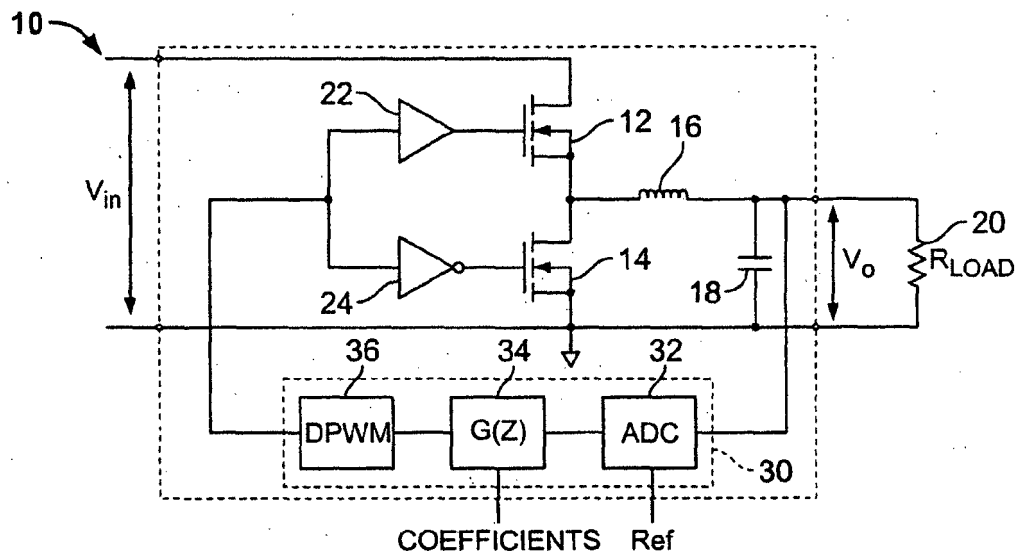 10
22
12
16
Vin
20
RLOAD
Vo
14
18
24
36
34
32
DPWM
G(Z)
ADC
30
COEFFICIENTS
Ref